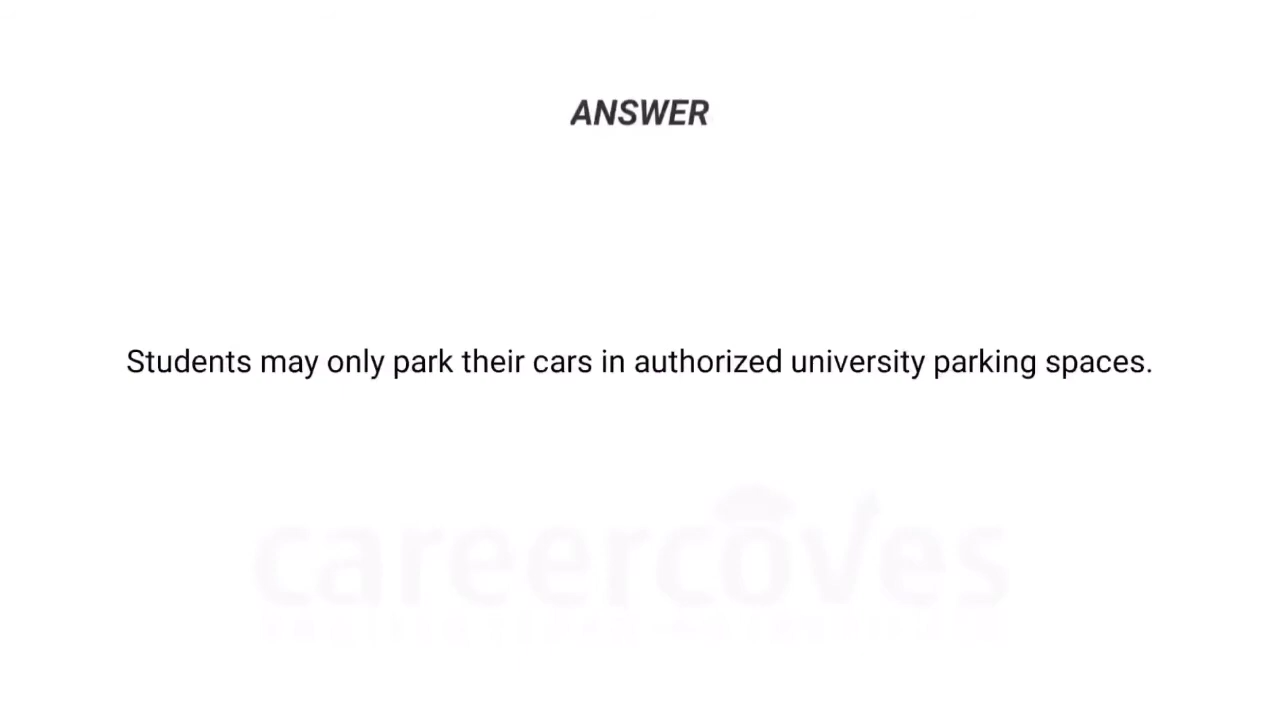 ANSWER
Students may only park their cars in authorized university parking spaces.
careercoves